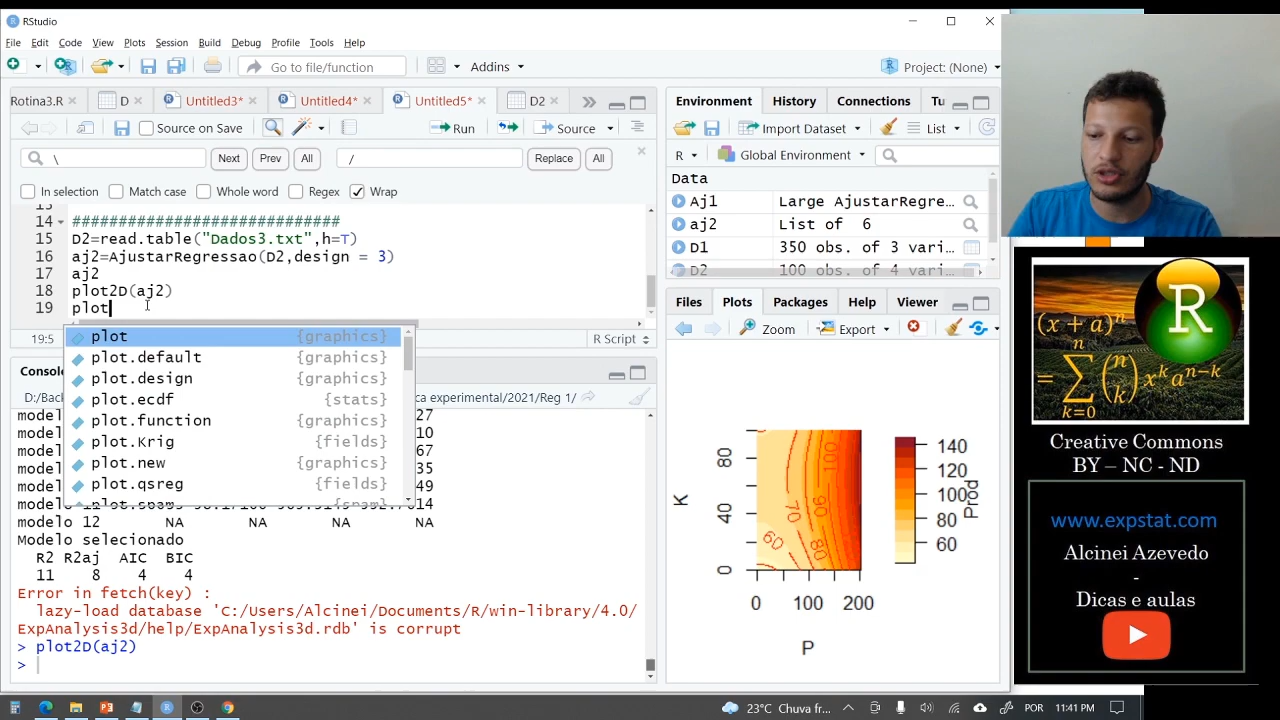 RStudio
File Edit Code View Plots Session Build Debug Profile Tools Help
Go to file/function
Addins
Project: (None)
Rotina3.R
D
Untitled3*
Untitled4*
Untitled5*
D2
Source on Save
Run
Source
\
Next
Prev
All
/
Replace
All
In selection
Match case
Whole word
Regex
Wrap
14 #############################
15 D2=read.table("Dados3.txt",h=T)
16 aj2=AjustarRegressao(D2,design = 3)
17 aj2
18 plot2D(aj2)
19 plot
19:5
R Script
plot {graphics}
plot.default {graphics}
plot.design {graphics}
plot.ecdf {stats}
plot.function {graphics}
plot.Krig {fields}
plot.new {graphics}
plot.qsreg {fields}
modelo 12 NA NA NA NA
Modelo selecionado
R2 R2aj AIC BIC
11 8 4 4
Error in fetch(key) :
lazy-load database 'C:/Users/Alcinei/Documents/R/win-library/4.0/
ExpAnalysis3d/help/ExpAnalysis3d.rdb' is corrupt
> plot2D(aj2)
>
Environment History Connections Tu
Import Dataset
List
R
Global Environment
Data
Aj1 Large AjustarRegre…
aj2 List of 6
D1 350 obs. of 3 vari…
D2 100 obs. of 4 vari…
Files Plots Packages Help Viewer
Zoom
Export
K
80
40
0
0 100 200
P
60
70
80
90
100
60
140
120
100
80
60
Prod
(x + a)^n
= ∑ k=0 n (n k) x^k a^{n-k}
R
Creative Commons
BY – NC - ND
www.expstat.com
Alcinei Azevedo
-
Dicas e aulas
23°C Chuva fr...
POR
11:41 PM